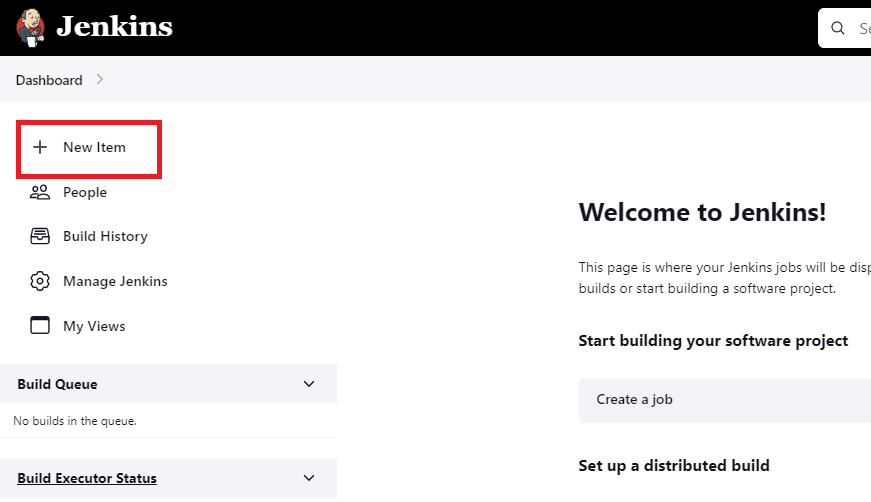 Jenkins
Dashboard
New Item
People
Build History
Manage Jenkins
My Views
Build Queue
No builds in the queue.
Build Executor Status
Welcome to Jenkins!
This page is where your Jenkins jobs will be
builds or start building a software project.
Start building your software project
Create a job
Set up a distributed build